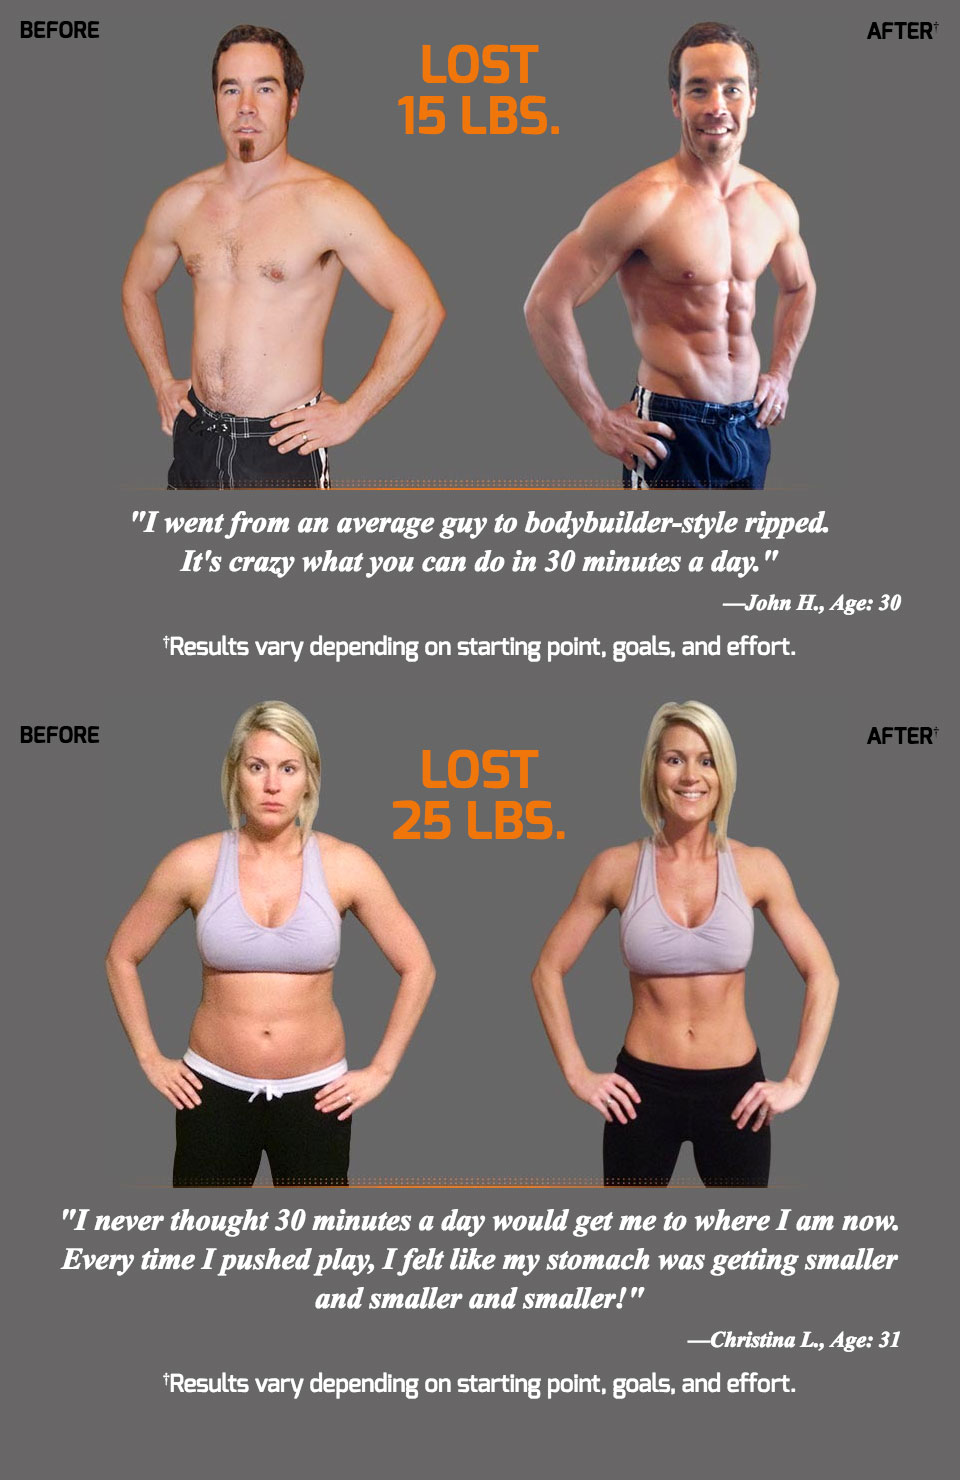 BEFORE
AFTER†
LOST
15 LBS.
"I went from an average guy to bodybuilder-style ripped.
It's crazy what you can do in 30 minutes a day."
—John H., Age: 30
†Results vary depending on starting point, goals, and effort.
BEFORE
AFTER†
LOST
25 LBS.
"I never thought 30 minutes a day would get me to where I am now.
Every time I pushed play, I felt like my stomach was getting smaller
and smaller and smaller!"
—Christina L., Age: 31
†Results vary depending on starting point, goals, and effort.